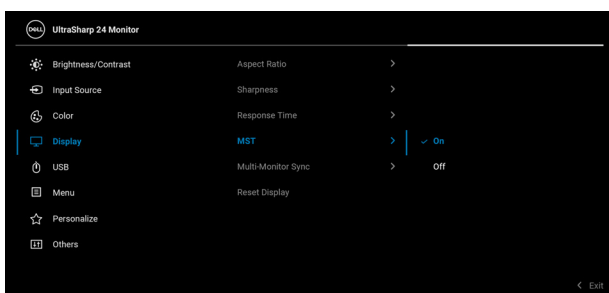 DELL UltraSharp 24 Monitor
Brightness/Contrast Aspect Ratio
Input Source Sharpness
Color Response Time
Display MST On
USB Multi-Monitor Sync Off
Menu Reset Display
Personalize
Others
Exit